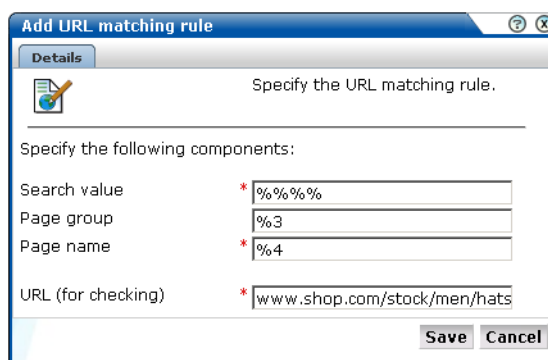 Add URL matching rule
Details
Specify the URL matching rule.
Specify the following components:
Search value * %%%%
Page group %3
Page name * %4
URL (for checking) * www.shop.com/stock/men/hats
Save Cancel